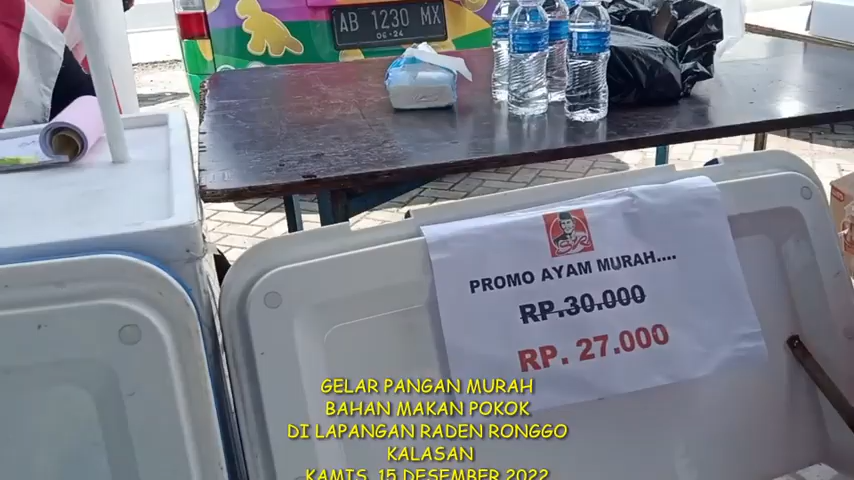 AB 1230 MX
06·24
PROMO AYAM MURAH....
RP.30.000
RP. 27.000
GELAR PANGAN MURAH
BAHAN MAKAN POKOK
DI LAPANGAN RADEN RONGGO
KALASAN
KAMIS, 15 DESEMBER 2022